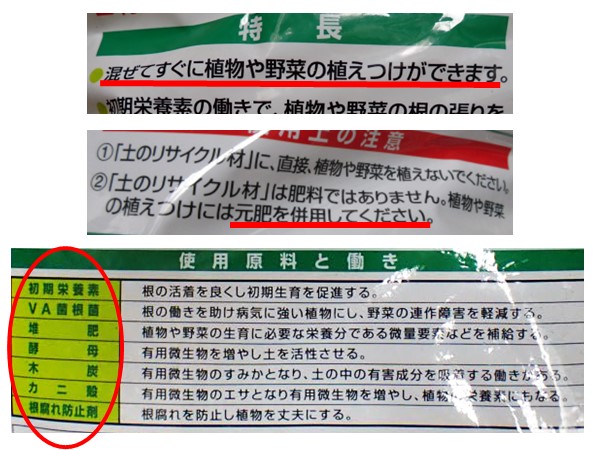 特長
●混ぜてすぐに植物や野菜の植えつけができます。
●初期栄養素の働きで、植物や野菜の根の張りを
用土の注意
①「土のリサイクル材」に、直接、植物や野菜を植えないでください。
②「土のリサイクル材」は肥料ではありません。植物や野菜
の植えつけには元肥を併用してください。
使用原料と働き
初期栄養素 根の活着を良くし初期生育を促進する。
VA菌根菌 根の働きを助け病気に強い植物にし、野菜の連作障害を軽減する。
堆肥 植物や野菜の生育に必要な栄養分である微量要素などを補給する。
酵母 有用微生物を増やし土を活性させる。
木炭 有用微生物のすみかとなり、土の中の有害成分を吸着する働きがある。
カニ殻 有用微生物のエサとなり有用微生物を増やし、植物の栄養素にもなる。
根腐れ防止剤 根腐れを防止し植物を丈夫にする。